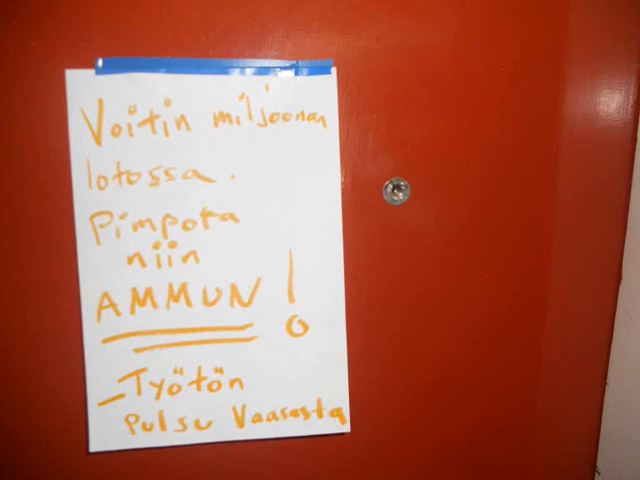 Voitin miljoonan
lotossa.
Pimpota
niin
AMMUN!
- Työtön
Pulsu Vaasasta